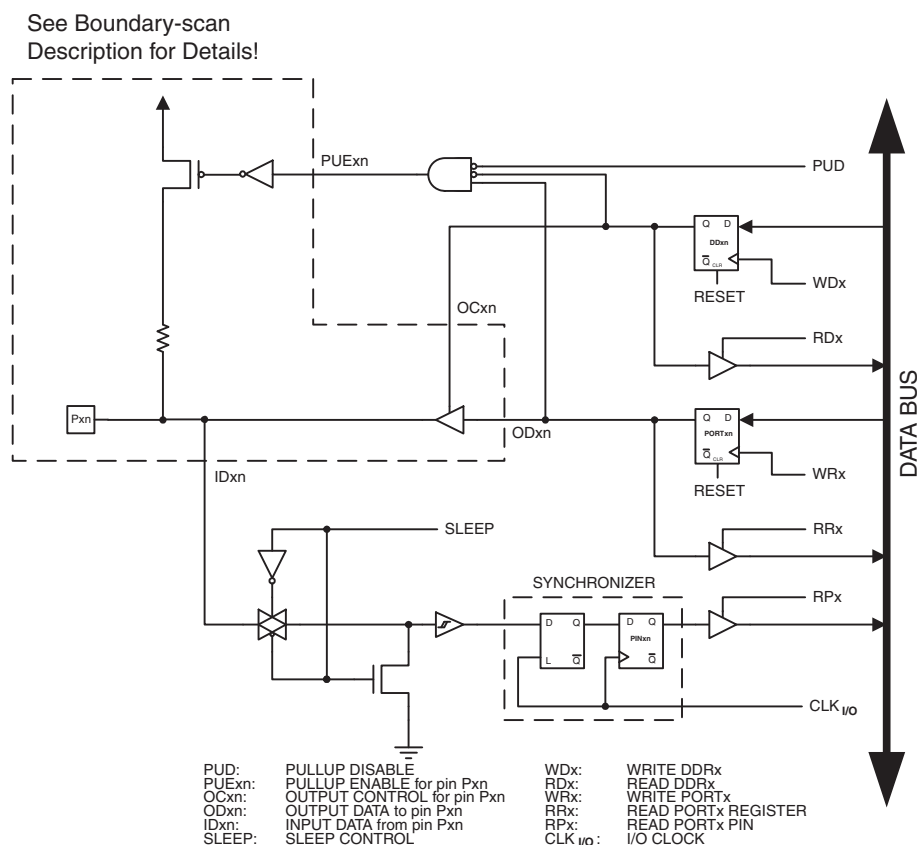 See Boundary-scan
Description for Details!
PUExn
PUD
Q D
DDxn
Q CLR
WDx
RESET
OCxn
RDx
Pxn
ODxn
Q D
PORTxn
Q CLR
WRx
RESET
IDxn
DATA BUS
SLEEP
RRx
SYNCHRONIZER
RPx
D Q
L Q
D Q
PINxn
Q
CLK I/O
PUD: PULLUP DISABLE
PUExn: PULLUP ENABLE for pin Pxn
OCxn: OUTPUT CONTROL for pin Pxn
ODxn: OUTPUT DATA to pin Pxn
IDxn: INPUT DATA from pin Pxn
SLEEP: SLEEP CONTROL
WDx: WRITE DDRx
RDx: READ DDRx
WRx: WRITE PORTx
RRx: READ PORTx REGISTER
RPx: READ PORTx PIN
CLK I/O: I/O CLOCK